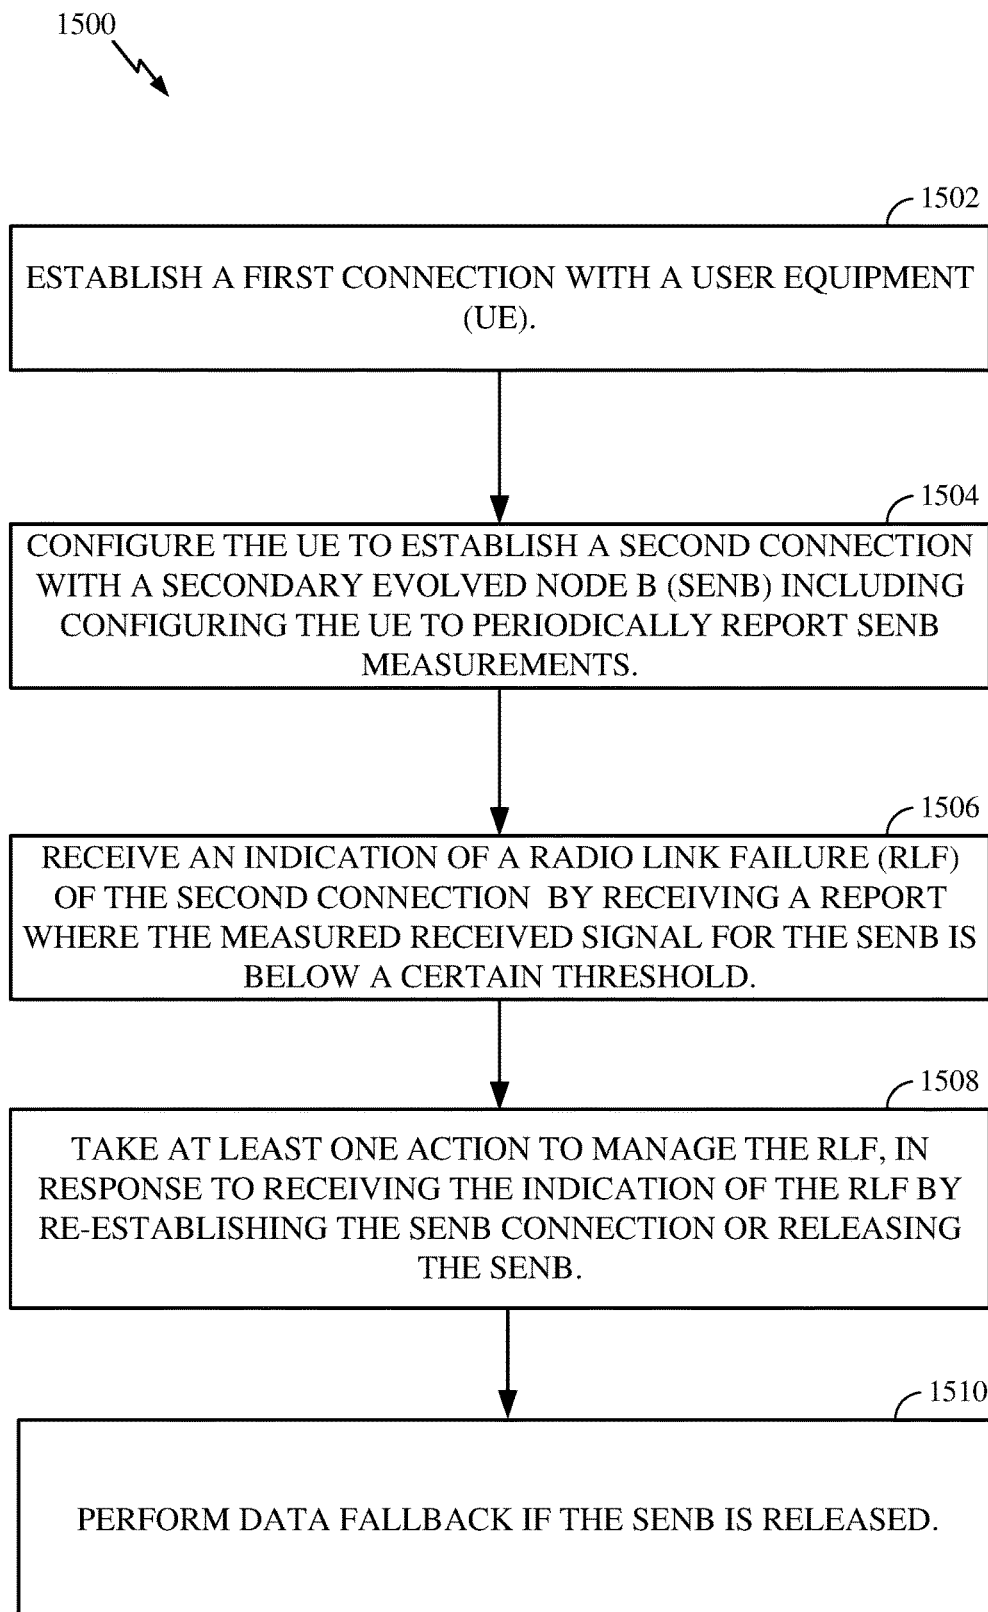 1500
1502
ESTABLISH A FIRST CONNECTION WITH A USER EQUIPMENT
(UE).
1504
CONFIGURE THE UE TO ESTABLISH A SECOND CONNECTION
WITH A SECONDARY EVOLVED NODE B (SENB) INCLUDING
CONFIGURING THE UE TO PERIODICALLY REPORT SENB
MEASUREMENTS.
1506
RECEIVE AN INDICATION OF A RADIO LINK FAILURE (RLF)
OF THE SECOND CONNECTION BY RECEIVING A REPORT
WHERE THE MEASURED RECEIVED SIGNAL FOR THE SENB IS
BELOW A CERTAIN THRESHOLD.
1508
TAKE AT LEAST ONE ACTION TO MANAGE THE RLF, IN
RESPONSE TO RECEIVING THE INDICATION OF THE RLF BY
RE-ESTABLISHING THE SENB CONNECTION OR RELEASING
THE SENB.
1510
PERFORM DATA FALLBACK IF THE SENB IS RELEASED.